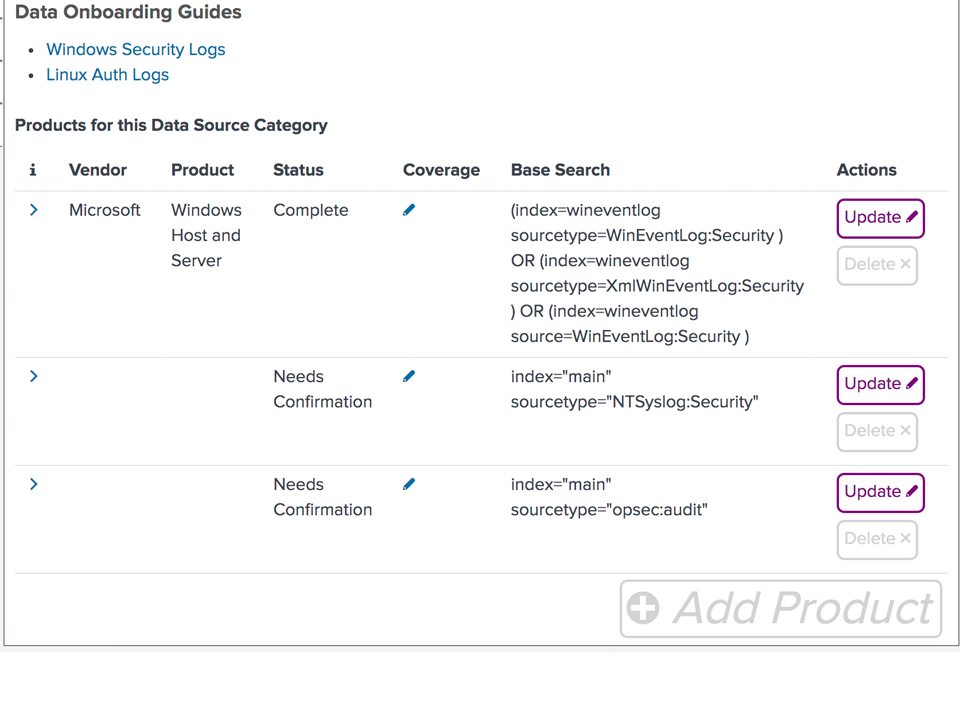 Data Onboarding Guides
• Windows Security Logs
• Linux Auth Logs
Products for this Data Source Category
i Vendor Product Status Coverage Base Search Actions
Microsoft Windows Complete (index=wineventlog Update
Host and sourcetype=WinEventLog:Security )
Server OR (index=wineventlog Delete ×
sourcetype=XmlWinEventLog:Security
) OR (index=wineventlog
source=WinEventLog:Security )
Needs index="main" Update
Confirmation sourcetype="NTSyslog:Security"
Delete ×
Needs index="main" Update
Confirmation sourcetype="opsec:audit"
Delete ×
Add Product